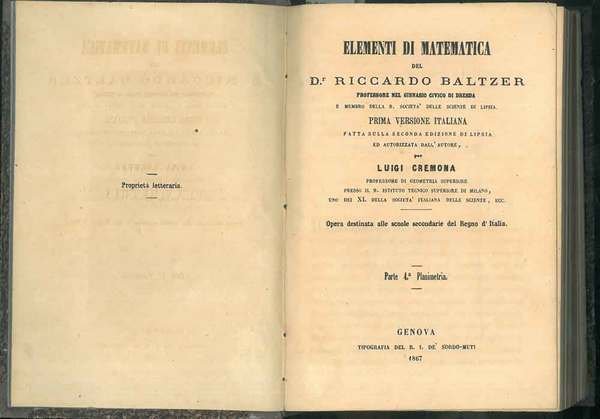 Proprietà letteraria.
ELEMENTI DI MATEMATICA
DEL
D.r RICCARDO BALTZER
PROFESSORE NEL GINNASIO CIVICO DI DRESDA
E MEMBRO DELLA R. SOCIETA' DELLE SCIENZE DI LIPSIA.
PRIMA VERSIONE ITALIANA
FATTA SULLA SECONDA EDIZIONE DI LIPSIA
ED AUTORIZZATA DALL'AUTORE,
per
LUIGI CREMONA
PROFESSORE DI GEOMETRIA SUPERIORE
PRESSO IL R. ISTITUTO TECNICO SUPERIORE DI MILANO,
UNO DEI XL DELLA SOCIETA' ITALIANA DELLE SCIENZE, ECC.
Opera destinata alle scuole secondarie del Regno d'Italia.
Parte 4.a Planimetria.
GENOVA
TIPOGRAFIA DEL R. I. DE' SORDO-MUTI
1867